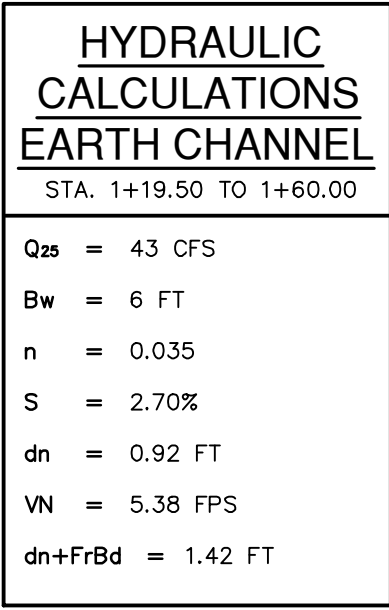 HYDRAULIC
CALCULATIONS
EARTH CHANNEL
STA. 1+19.50 TO 1+60.00
Q25 = 43 CFS
Bw = 6 FT
n = 0.035
S = 2.70%
dn = 0.92 FT
VN = 5.38 FPS
dn+FrBd = 1.42 FT